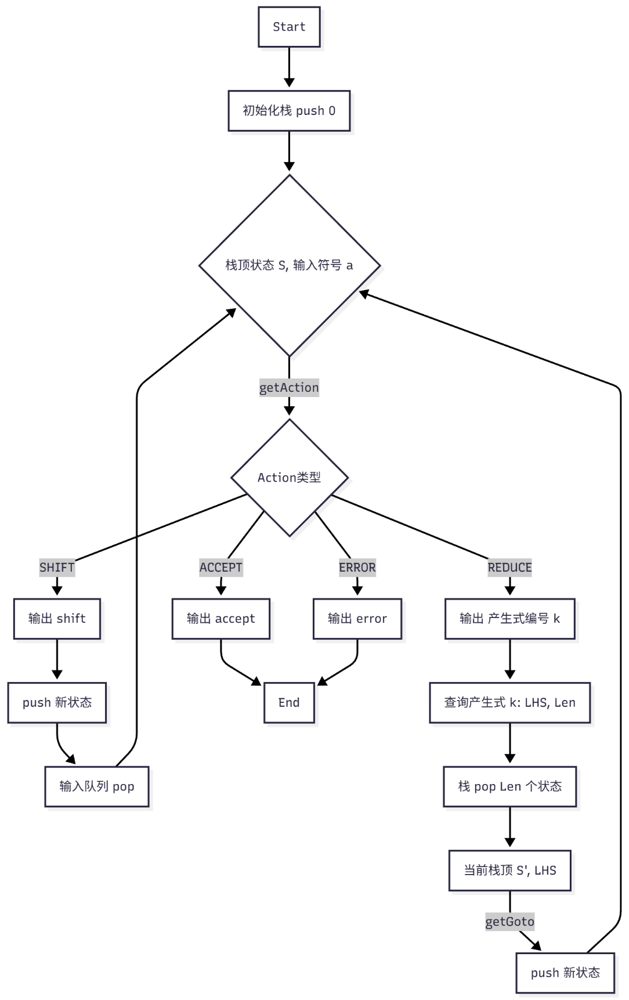 Start
初始化栈 push 0
栈顶状态 S, 输入符号 a
getAction
Action类型
SHIFT
ACCEPT
ERROR
REDUCE
输出 shift
输出 accept
输出 error
输出 产生式编号 k
push 新状态
End
查询产生式 k: LHS, Len
输入队列 pop
栈 pop Len 个状态
当前栈顶 S', LHS
getGoto
push 新状态